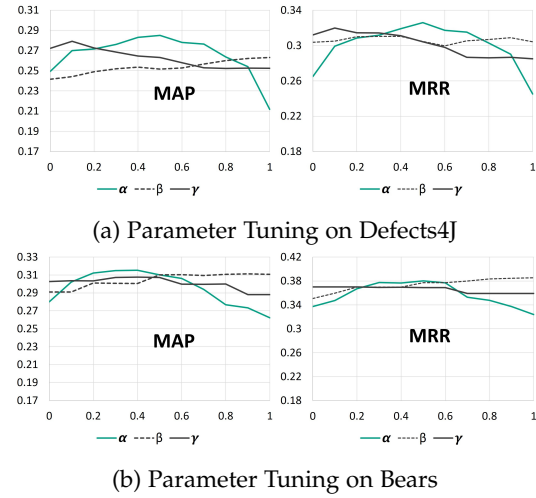 0.31
0.29
0.27
0.25
0.23
0.21
0.19
0.17
MAP
0 0.2 0.4 0.6 0.8 1
α β γ
0.34
0.3
0.26
0.22
0.18
MRR
0 0.2 0.4 0.6 0.8 1
α β γ
(a) Parameter Tuning on Defects4J
0.33
0.31
0.29
0.27
0.25
0.23
0.21
0.19
0.17
MAP
0 0.2 0.4 0.6 0.8 1
α β γ
0.42
0.38
0.34
0.3
0.26
0.22
0.18
MRR
0 0.2 0.4 0.6 0.8 1
α β γ
(b) Parameter Tuning on Bears